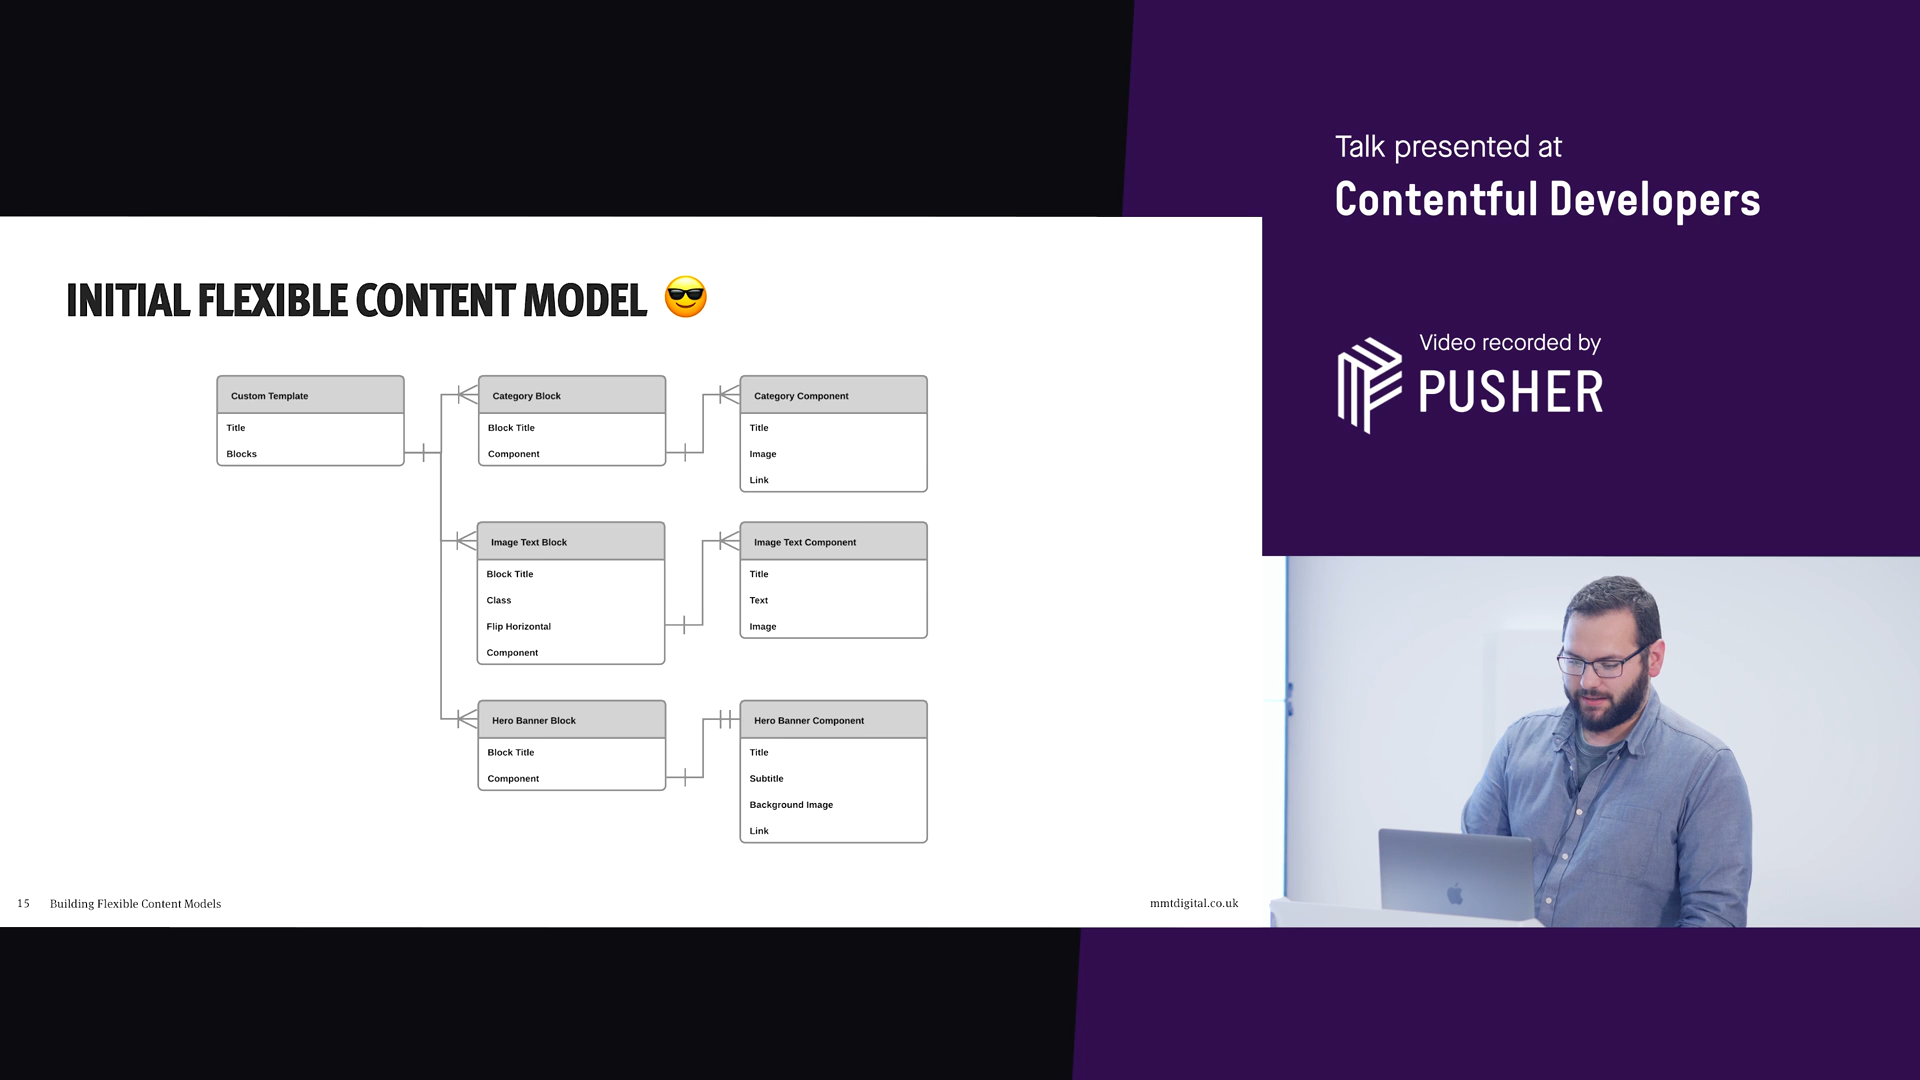 Talk presented at
Contentful Developers
Video recorded by
PUSHER
INITIAL FLEXIBLE CONTENT MODEL
Custom Template
Title
Blocks
Category Block
Block Title
Component
Category Component
Title
Image
Link
Image Text Block
Block Title
Class
Flip Horizontal
Component
Image Text Component
Title
Text
Image
Hero Banner Block
Block Title
Component
Hero Banner Component
Title
Subtitle
Background Image
Link
15 Building Flexible Content Models
mmtdigital.co.uk